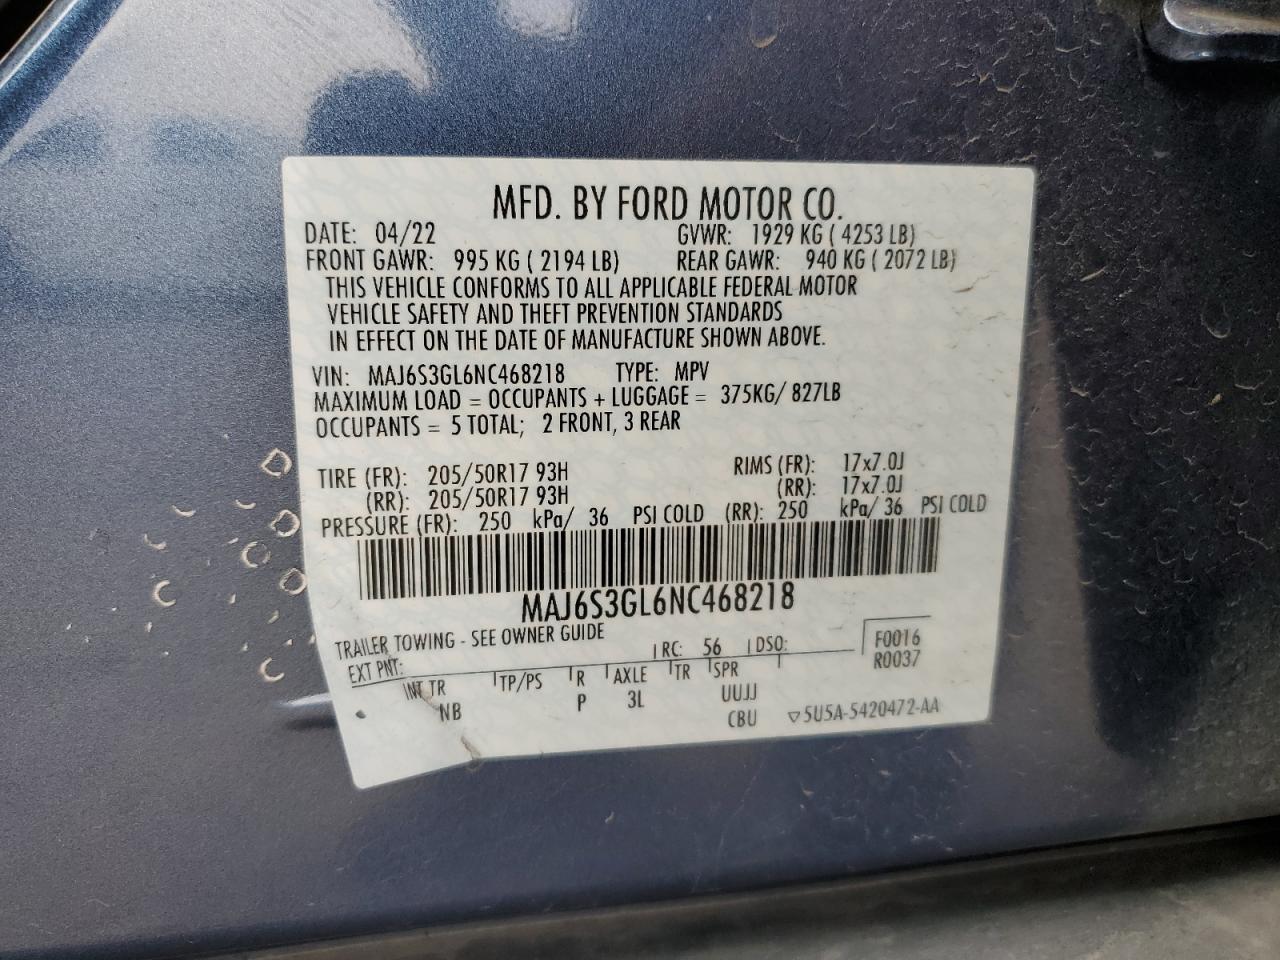 MFD. BY FORD MOTOR CO.
DATE: 04/22 GVWR: 1929 KG ( 4253 LB)
FRONT GAWR: 995 KG ( 2194 LB) REAR GAWR: 940 KG ( 2072 LB)
THIS VEHICLE CONFORMS TO ALL APPLICABLE FEDERAL MOTOR
VEHICLE SAFETY AND THEFT PREVENTION STANDARDS
IN EFFECT ON THE DATE OF MANUFACTURE SHOWN ABOVE.
VIN: MAJ6S3GL6NC468218 TYPE: MPV
MAXIMUM LOAD = OCCUPANTS + LUGGAGE = 375KG/ 827LB
OCCUPANTS = 5 TOTAL; 2 FRONT, 3 REAR
TIRE (FR): 205/50R17 93H RIMS (FR): 17x7.0J
(RR): 205/50R17 93H (RR): 17x7.0J
PRESSURE (FR): 250 kPa/ 36 PSI COLD (RR): 250 kPa/ 36 PSI COLD
MAJ6S3GL6NC468218
TRAILER TOWING - SEE OWNER GUIDE
EXT PNT: RC: 56 DSO: F0016
R0037
INT TR TP/PS R AXLE TR SPR
NB P 3L UUJJ
CBU ▽5U5A-5420472-AA